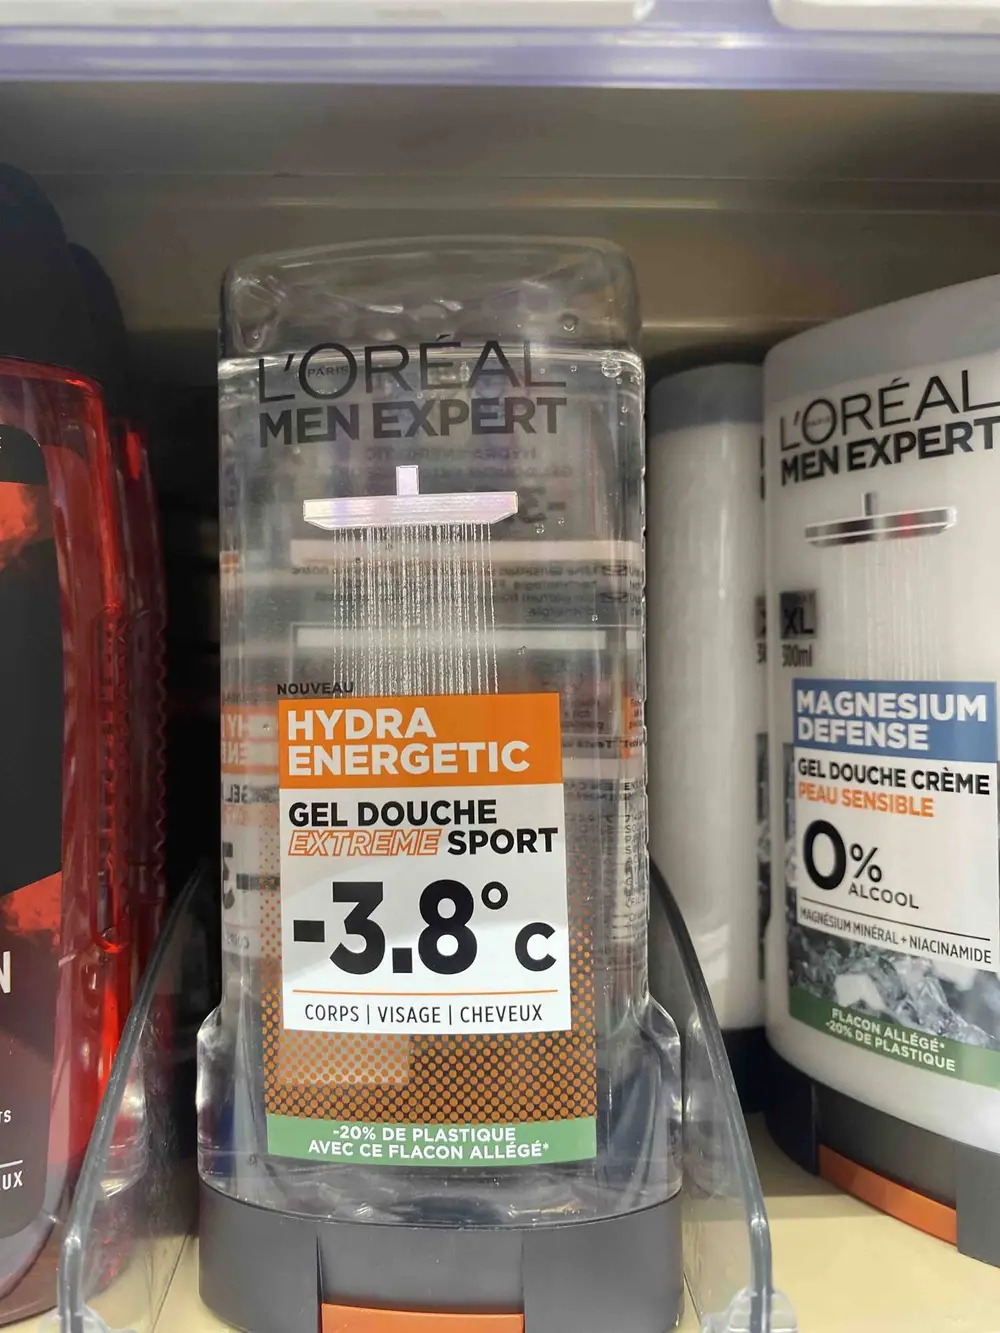 L'ORÉAL
PARIS
MEN EXPERT
NOUVEAU
HYDRA
ENERGETIC
GEL DOUCHE
EXTREME SPORT
-3.8° C
CORPS | VISAGE | CHEVEUX
-20% DE PLASTIQUE
AVEC CE FLACON ALLÉGÉ*
L'ORÉAL
PARIS
MEN EXPERT
XL
300ml
MAGNESIUM
DEFENSE
GEL DOUCHE CRÈME
PEAU SENSIBLE
0%
ALCOOL
MAGNÉSIUM MINÉRAL + NIACINAMIDE
FLACON ALLÉGÉ*
-20% DE PLASTIQUE